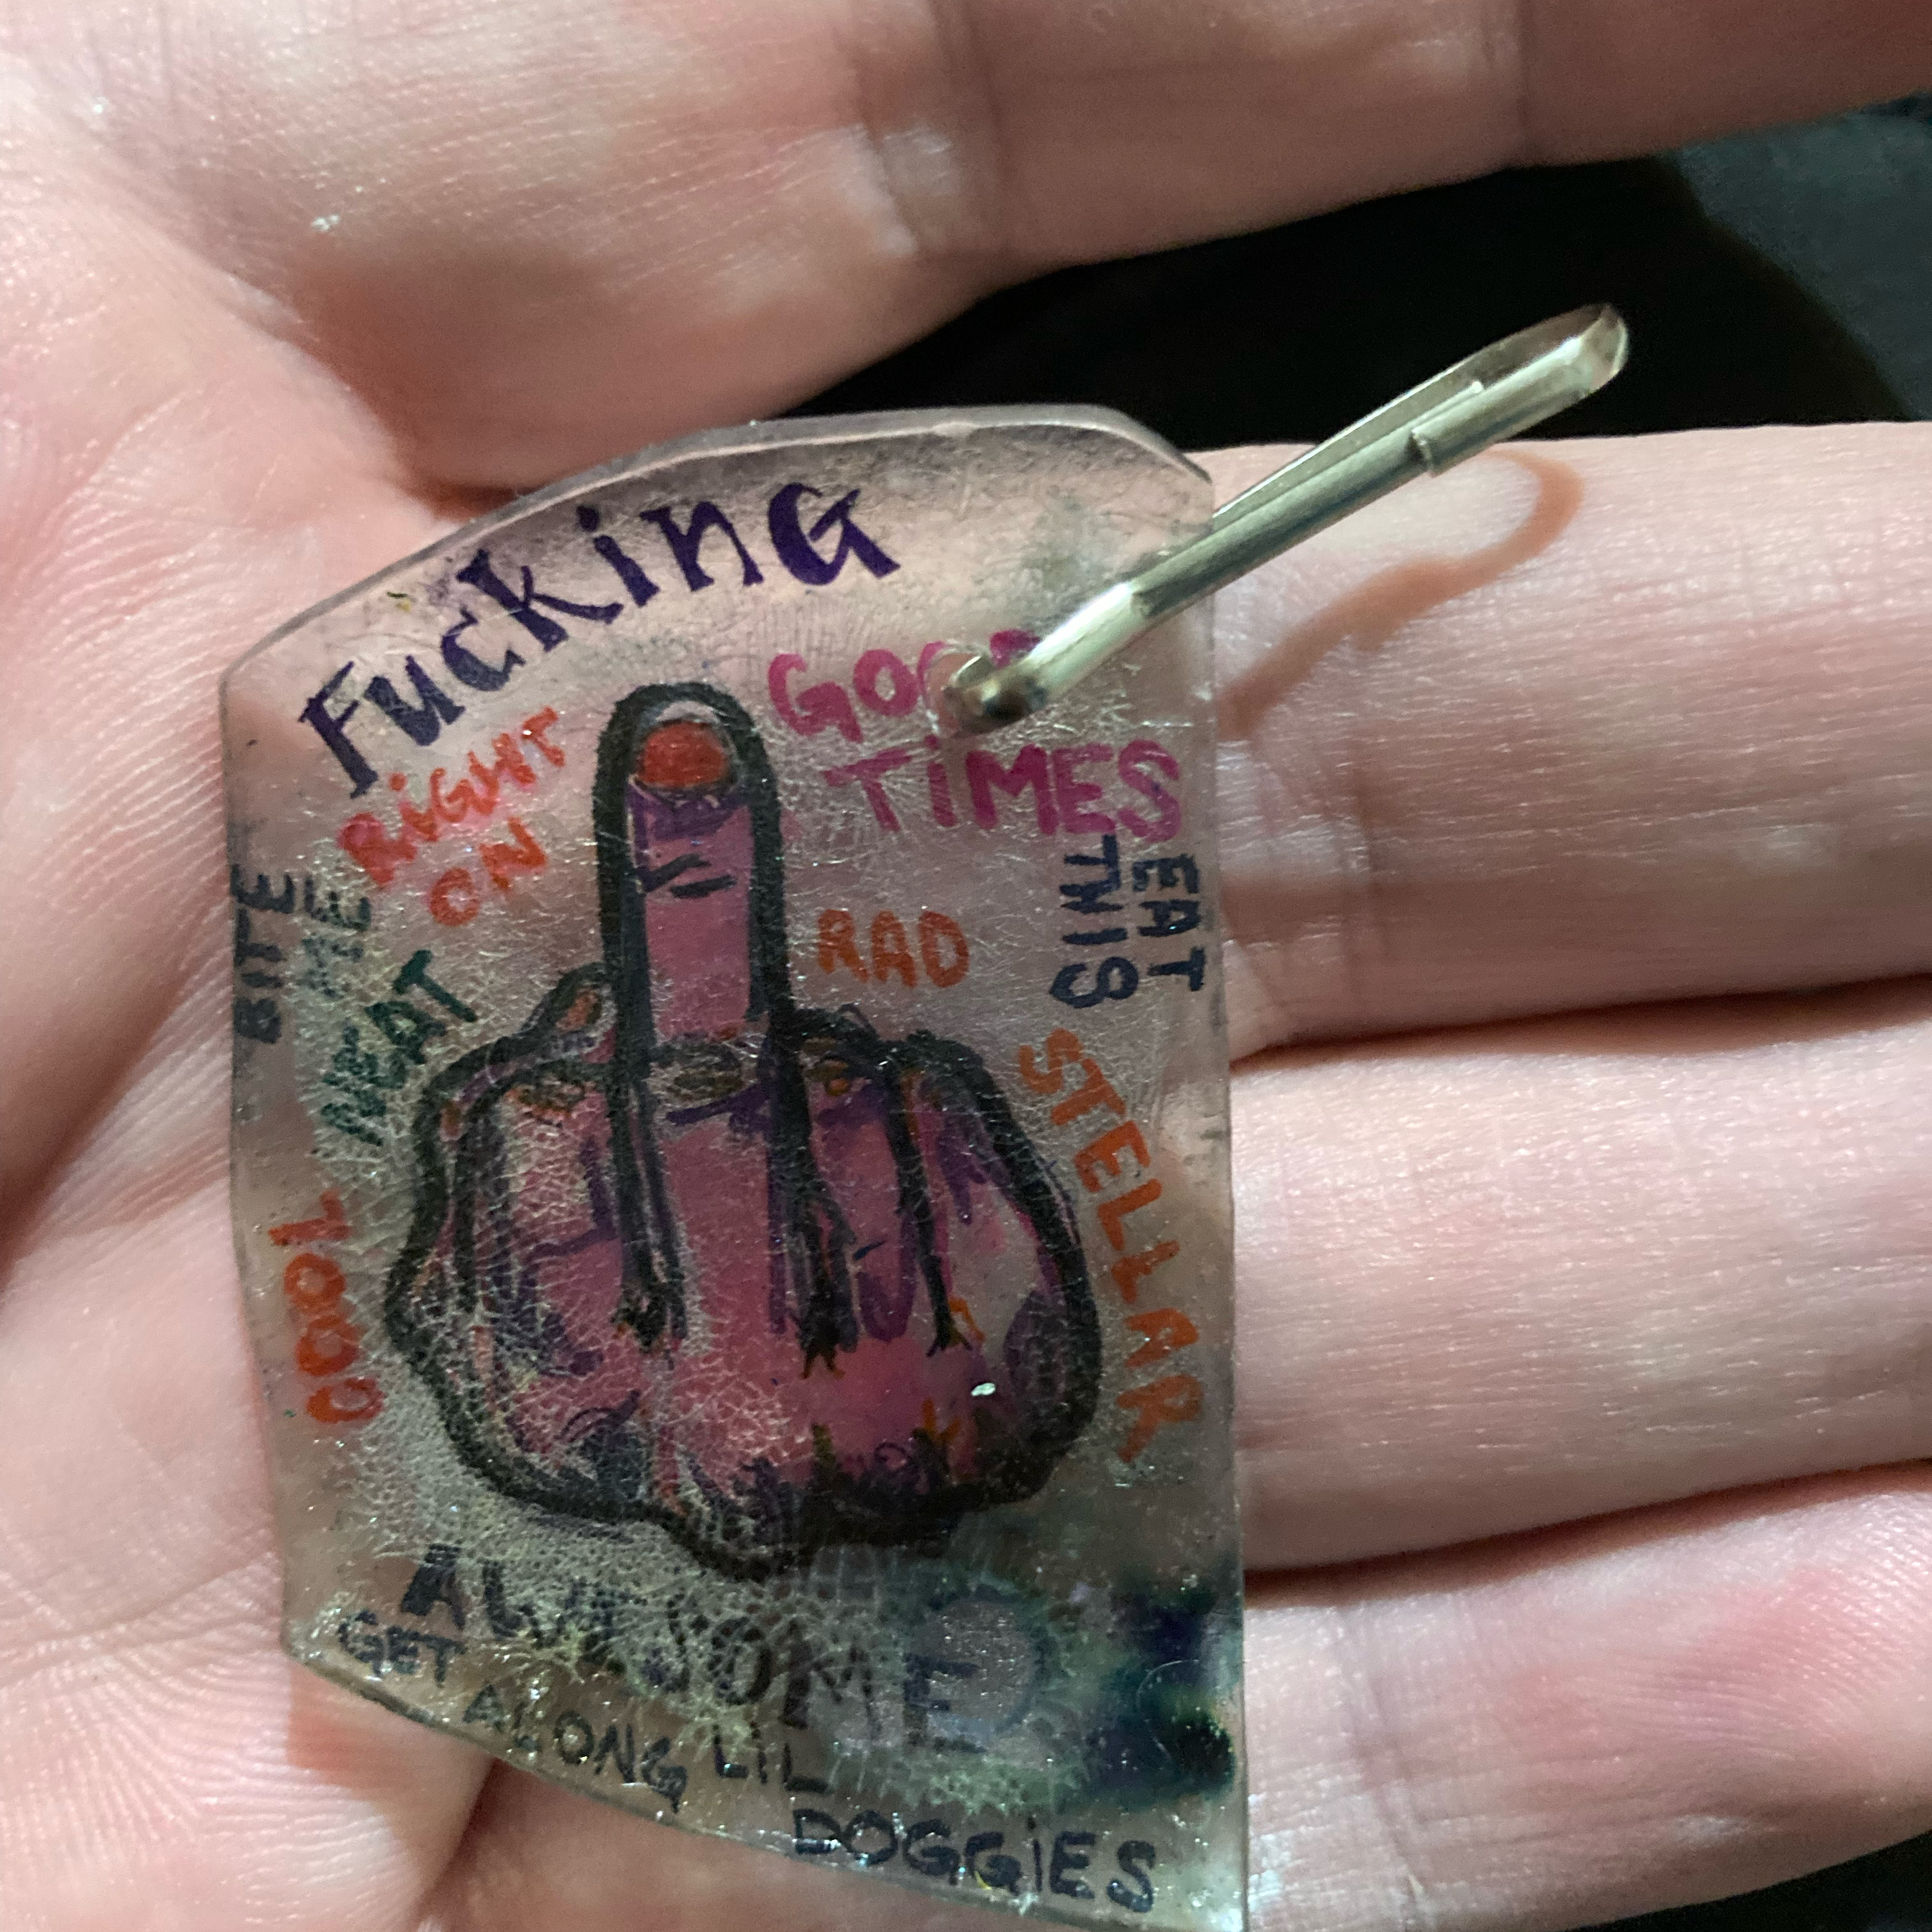 FucKiNG
GOOD
TiMES
RiGHT
ON
BITE
ME
NEAT
RAD
EAT
THIS
STELLAR
COOL
AWESOME
GET ALONG LiL DOGGiES